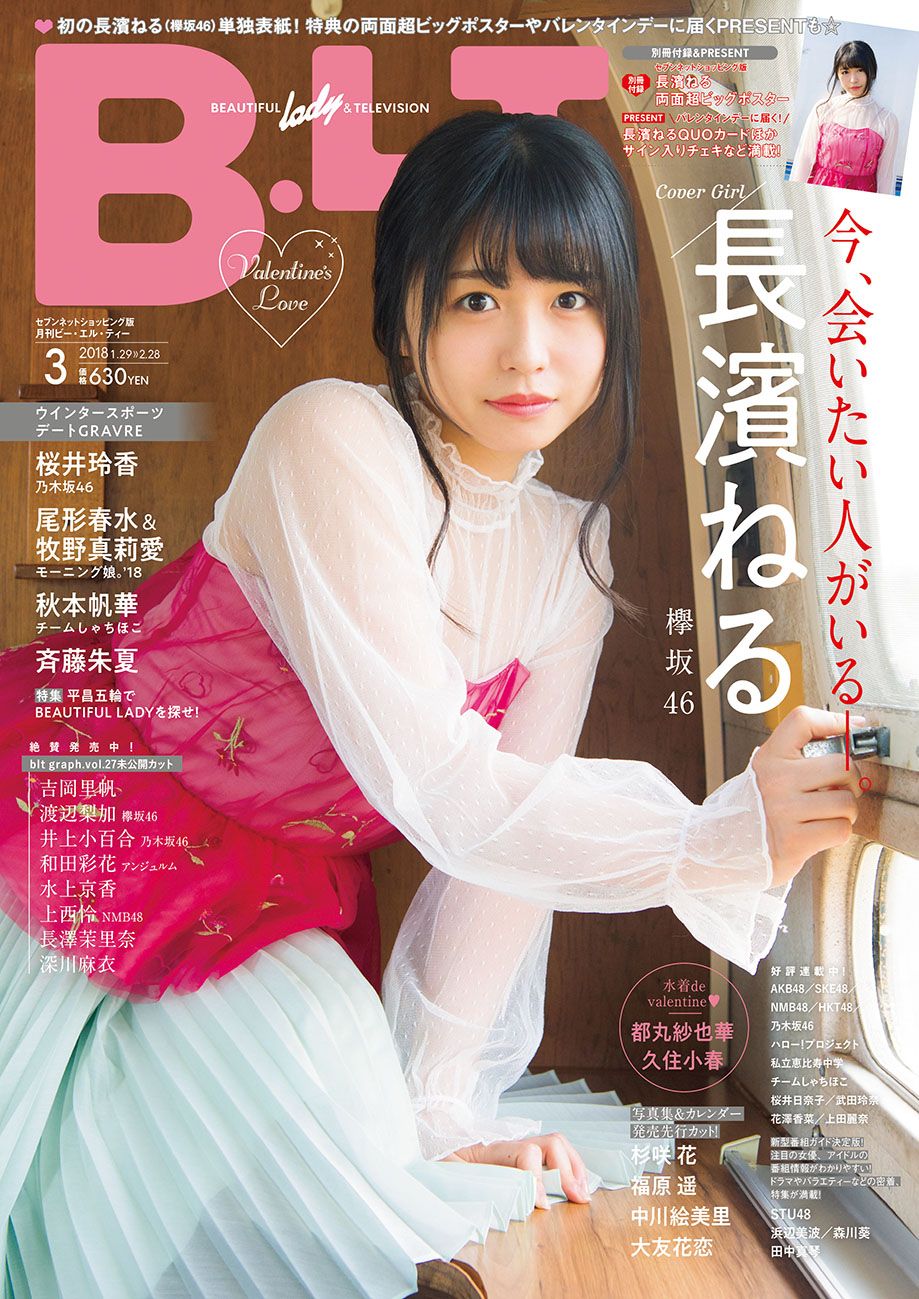 ❤初の長濱ねる(欅坂46)単独表紙！特典の両面超ビッグポスターやバレンタインデーに届くPRESENTも☆
B.L.T
BEAUTIFUL lady & TELEVISION
別冊付録&PRESENT
セブンネットショッピング版
別冊付録
長濱ねる
両面超ビッグポスター
PRESENT \バレンタインデーに届く！/
長濱ねるQUOカードほか
サイン入りチェキなど満載！
Valentine's
Love
Cover Girl
長濱ねる
欅坂46
今、会いたい人がいる―。
セブンネットショッピング版
月刊ビー・エル・ティー
3 2018 1.29»2.28
価格630YEN
ウインタースポーツ
デートGRAVRE
桜井玲香
乃木坂46
尾形春水&
牧野真莉愛
モーニング娘。'18
秋本帆華
チームしゃちほこ
斉藤朱夏
特集 平昌五輪で
BEAUTIFUL LADYを探せ！
絶賛発売中！
blt graph.vol.27未公開カット
吉岡里帆
渡辺梨加 欅坂46
井上小百合 乃木坂46
和田彩花 アンジュルム
水上京香
上西怜 NMB48
長澤茉里奈
深川麻衣
水着de
valentine♥
都丸紗也華
久住小春
写真集&カレンダー
発売先行カット！
杉咲 花
福原 遥
中川絵美里
大友花恋
好評連載中！
AKB48／SKE48／
NMB48／HKT48／
乃木坂46
ハロー！プロジェクト
私立恵比寿中学
チームしゃちほこ
桜井日奈子／武田玲奈
花澤香菜／上田麗奈
新型番組ガイド決定版！
注目の女優、アイドルの
番組情報がわかりやすい！
ドラマやバラエティーなどの密着、
特集が満載！
STU48
浜辺美波／森川葵
田中真琴